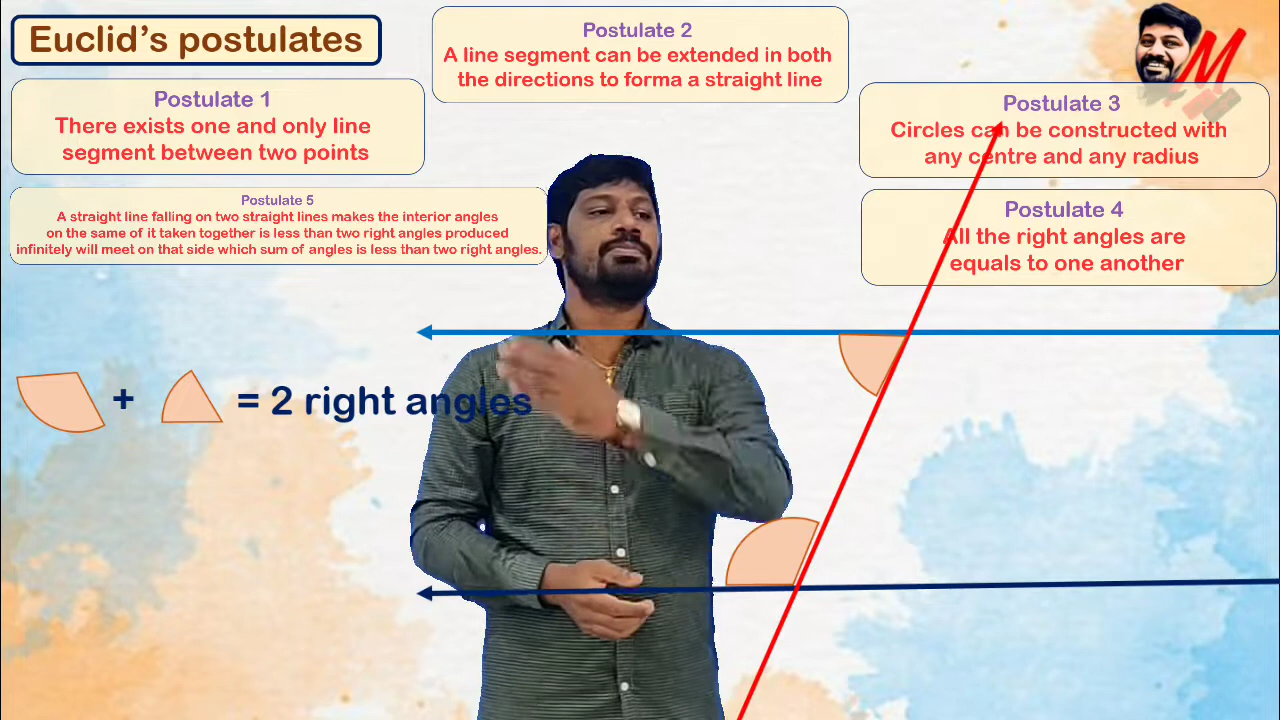 Euclid's postulates
Postulate 1
There exists one and only line
segment between two points
Postulate 2
A line segment can be extended in both
the directions to forma a straight line
Postulate 3
Circles can be constructed with
any centre and any radius
Postulate 4
All the right angles are
equals to one another
Postulate 5
A straight line falling on two straight lines makes the interior angles
on the same of it taken together is less than two right angles produced
infinitely will meet on that side which sum of angles is less than two right angles.
+ = 2 right angles
M